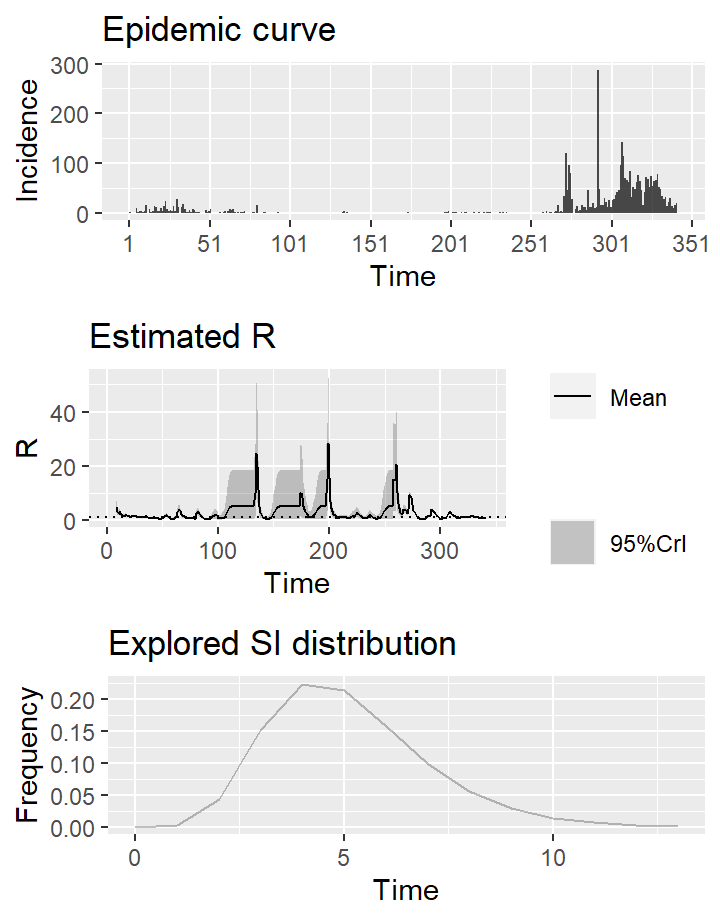 Epidemic curve
300
200
100
0
Incidence
1 51 101 151 201 251 301 351
Time
Estimated R
40
20
0
R
0 100 200 300
Time
Mean
95%CrI
Explored SI distribution
0.20
0.15
0.10
0.05
0.00
Frequency
0 5 10
Time